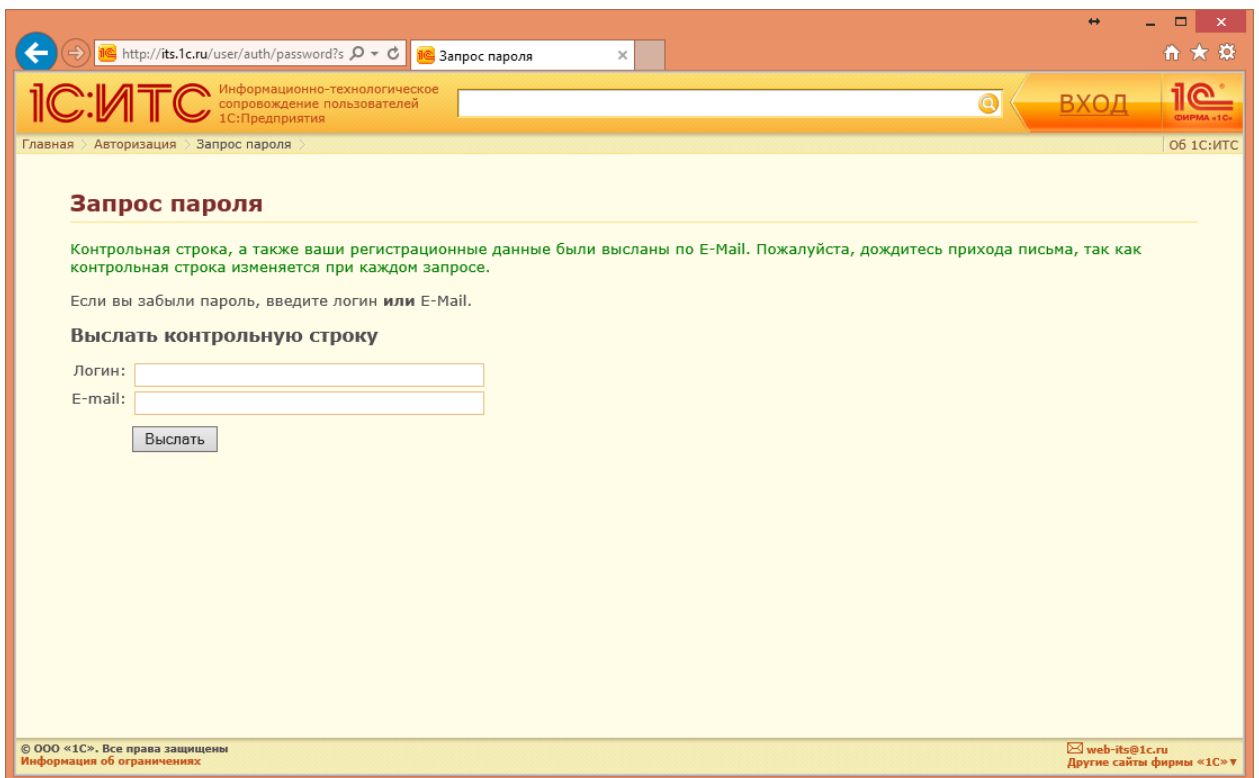 http://its.1c.ru/user/auth/password?s
Запрос пароля
1С:ИТС
Информационно-технологическое
сопровождение пользователей
1С:Предприятия
ВХОД
1С
ФИРМА «1С»
Главная > Авторизация > Запрос пароля >
Об 1С:ИТС
Запрос пароля
Контрольная строка, а также ваши регистрационные данные были высланы по E-Mail. Пожалуйста, дождитесь прихода письма, так как
контрольная строка изменяется при каждом запросе.
Если вы забыли пароль, введите логин или E-Mail.
Выслать контрольную строку
Логин:
E-mail:
Выслать
© ООО «1С». Все права защищены
Информация об ограничениях
web-its@1c.ru
Другие сайты фирмы «1С»▼